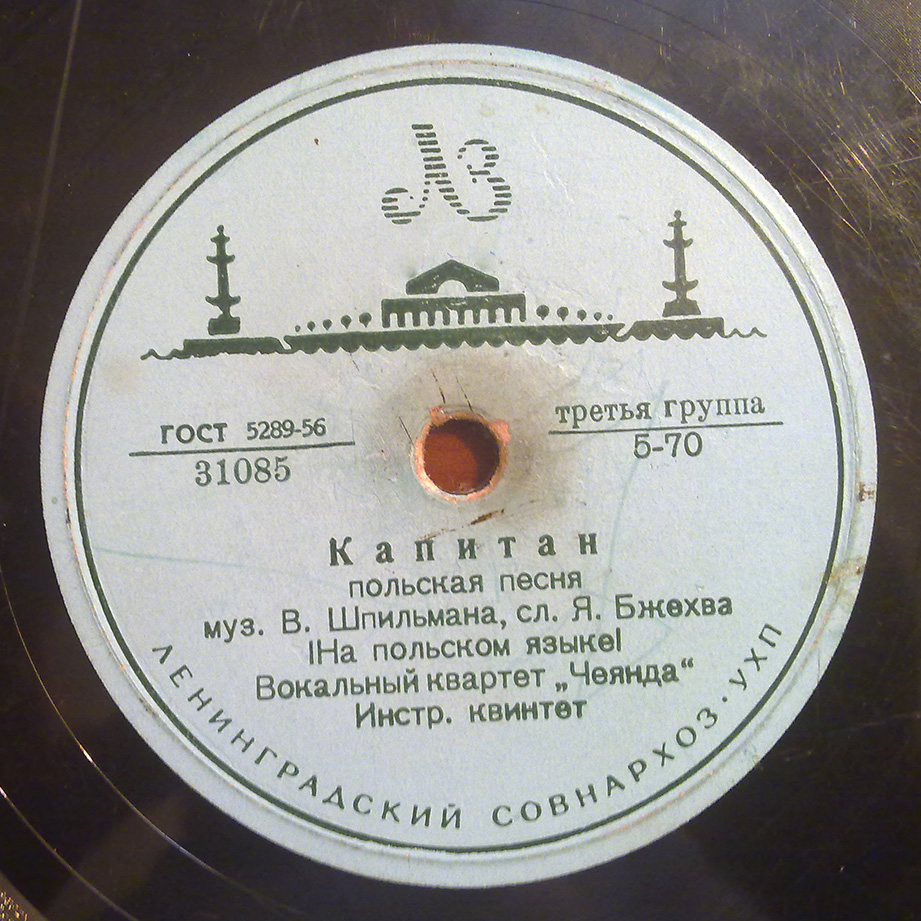 ЛЗ
ГОСТ 5289-56
31085
третья группа
5-70
Капитан
польская песня
муз. В. Шпильмана, сл. Я. Бжехва
|На польском языке|
Вокальный квартет „Чеянда“
Инстр. квинтет
ЛЕНИНГРАДСКИЙ СОВНАРХОЗ · УХП